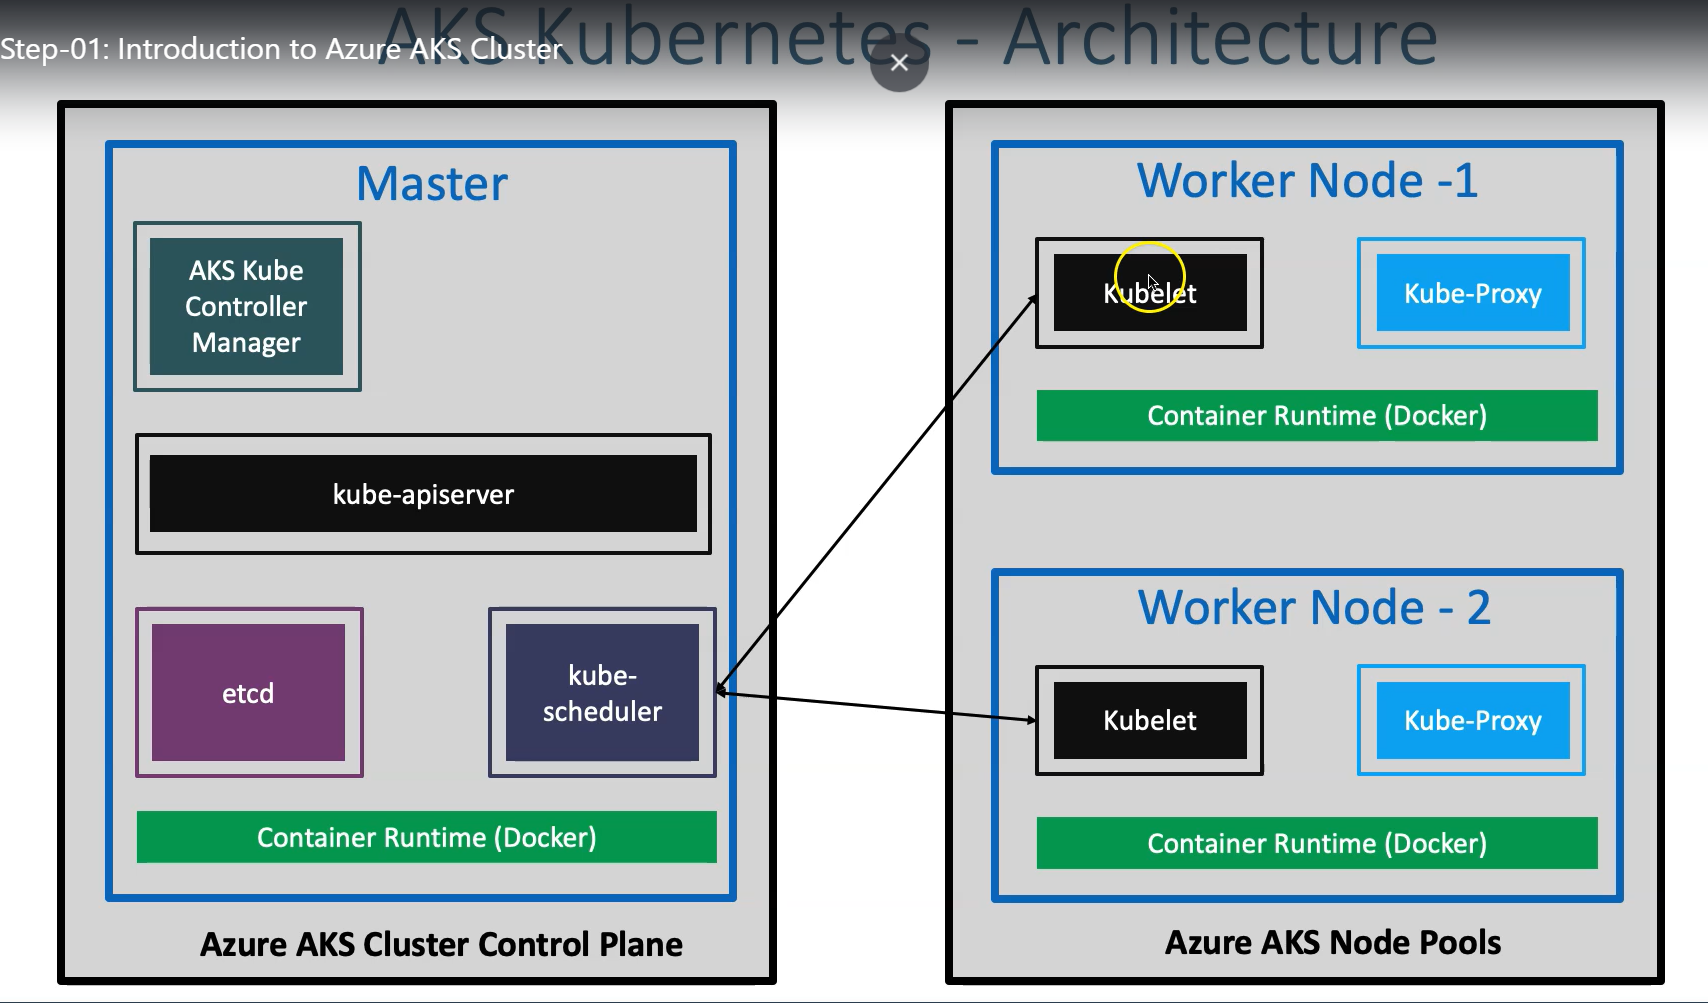 AKS Kubernetes - Architecture
Step-01: Introduction to Azure AKS Cluster
Master
AKS Kube
Controller
Manager
kube-apiserver
etcd
kube-
scheduler
Container Runtime (Docker)
Azure AKS Cluster Control Plane
Worker Node -1
Kubelet
Kube-Proxy
Container Runtime (Docker)
Worker Node - 2
Kubelet
Kube-Proxy
Container Runtime (Docker)
Azure AKS Node Pools